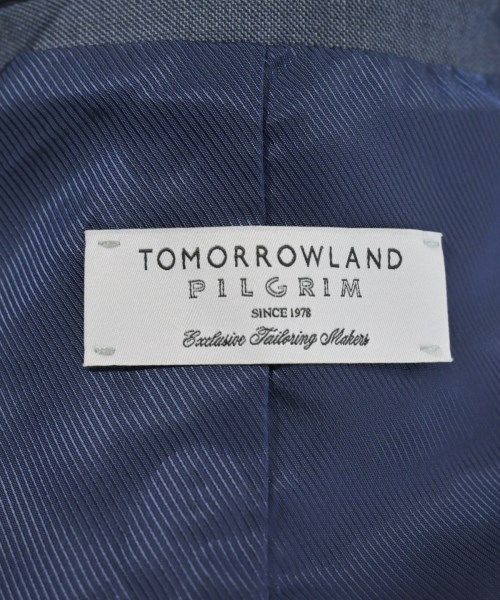 TOMORROWLAND
PILGRIM
SINCE 1978
Exclusive Tailoring Makers